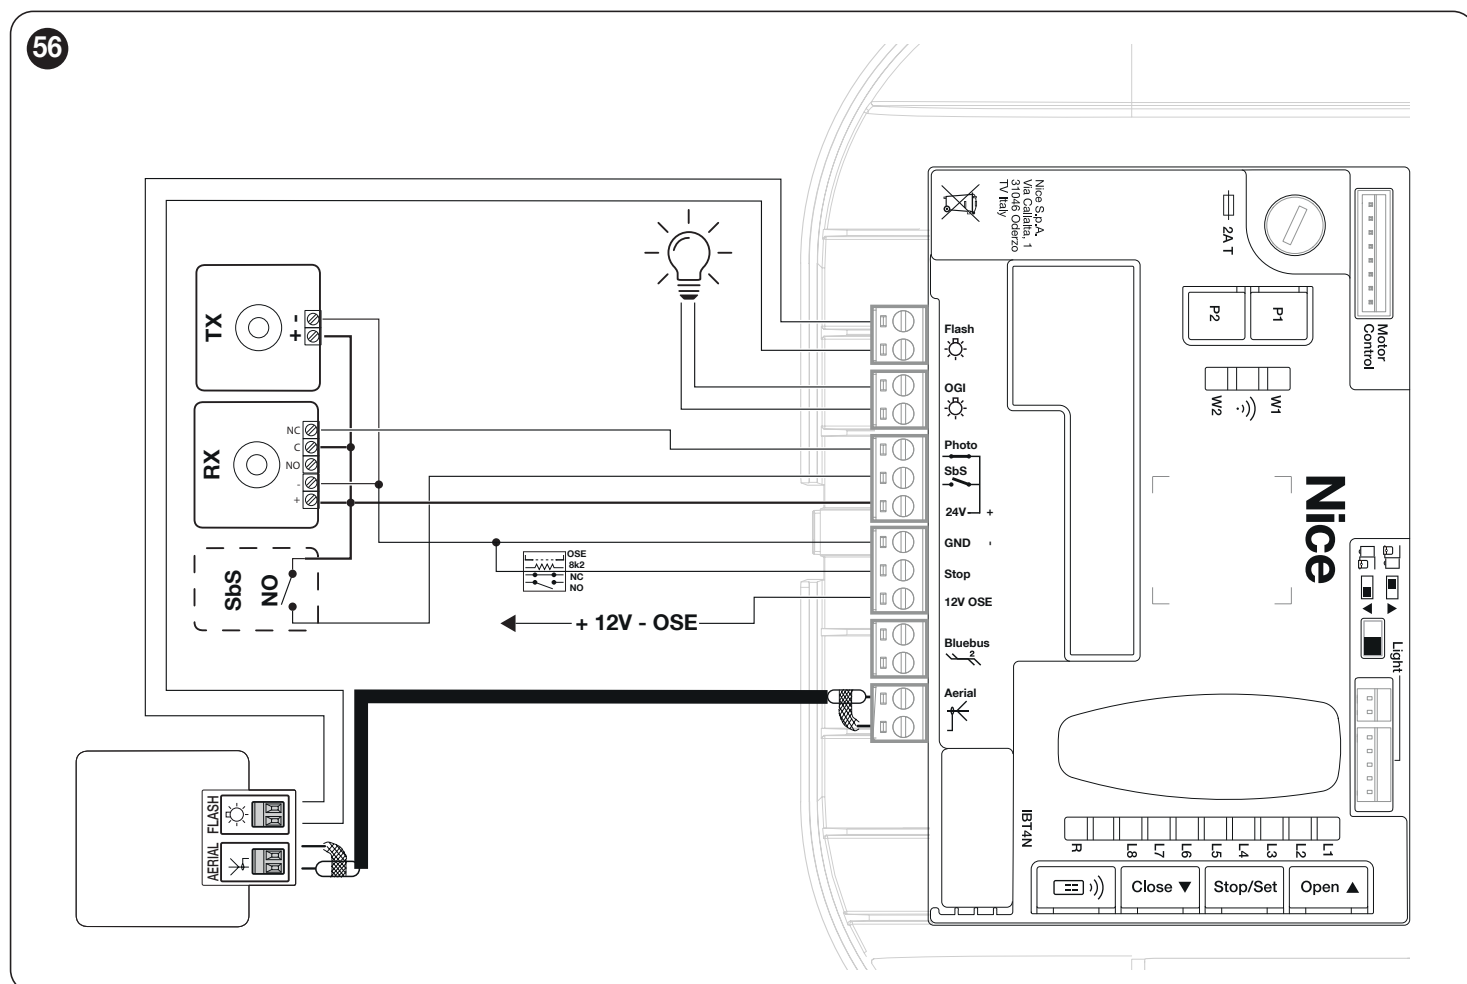 56
Nice S.p.A.
Via Callalta, 1
31046 Oderzo
TV Italy
2A T
Motor
Control
P2
P1
W2
W1
Nice
Light
Flash
OGI
Photo
SbS
24V +
GND -
Stop
12V OSE
Bluebus
2
Aerial
TX
-
+
RX
NC
C
NO
-
+
SbS
NO
OSE
8k2
NC
NO
+ 12V - OSE
FLASH
AERIAL
IBT4N
R
L8
L7
L6
L5
L4
L3
L2
L1
Close ▼
Stop/Set
Open ▲